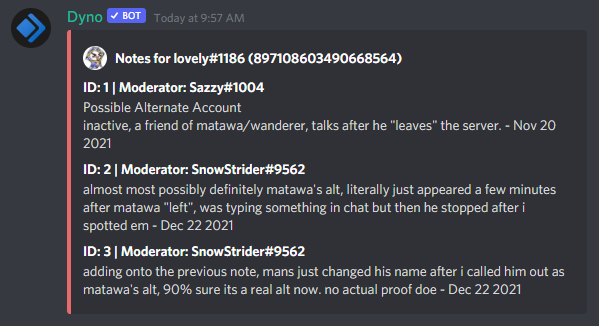 Dyno ✓ BOT Today at 9:57 AM
Notes for lovely#1186 (897108603490668564)
ID: 1 | Moderator: Sazzy#1004
Possible Alternate Account
inactive, a friend of matawa/wanderer, talks after he "leaves" the server. - Nov 20
2021
ID: 2 | Moderator: SnowStrider#9562
almost most possibly definitely matawa's alt, literally just appeared a few minutes
after matawa "left", was typing something in chat but then he stopped after i
spotted em - Dec 22 2021
ID: 3 | Moderator: SnowStrider#9562
adding onto the previous note, mans just changed his name after i called him out as
matawa's alt, 90% sure its a real alt now. no actual proof doe - Dec 22 2021